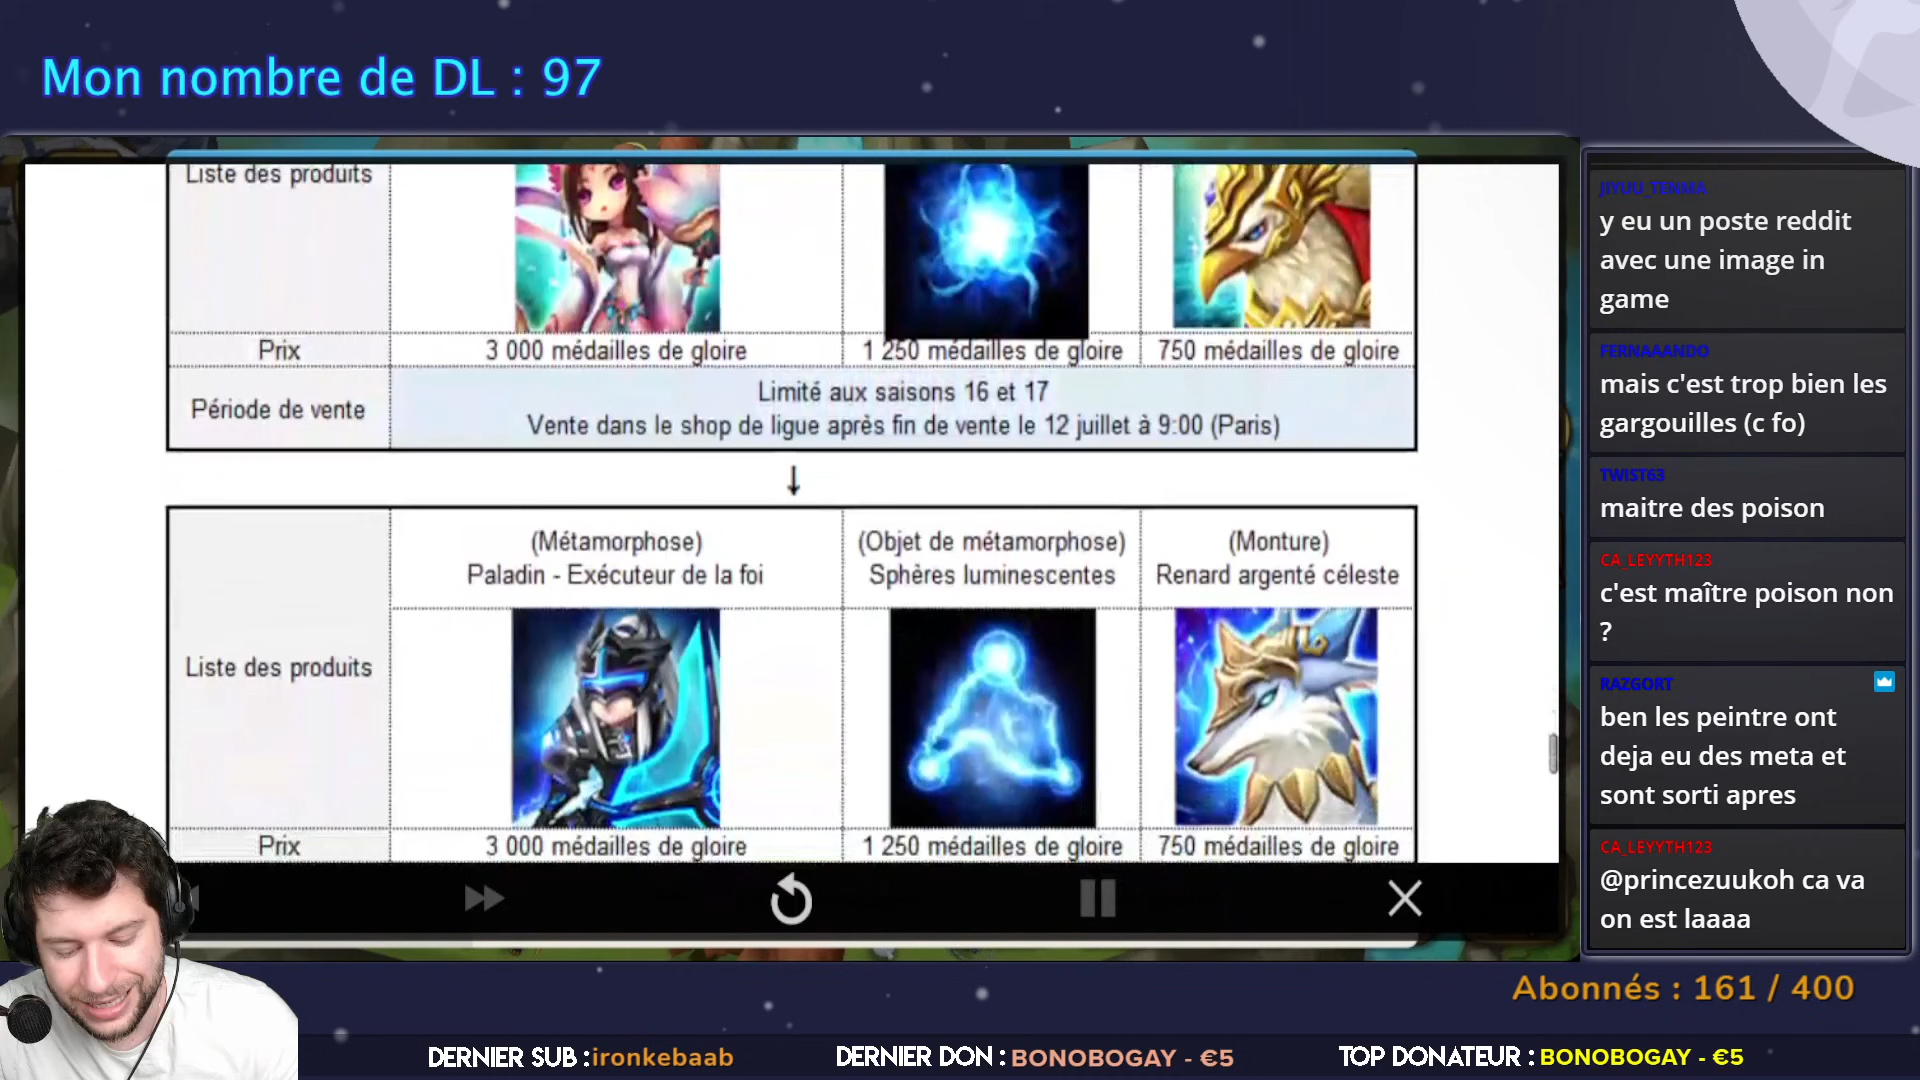 Mon nombre de DL : 97
Liste des produits
Prix
3 000 médailles de gloire
1 250 médailles de gloire
750 médailles de gloire
Période de vente
Limité aux saisons 16 et 17
Vente dans le shop de ligue après fin de vente le 12 juillet à 9:00 (Paris)
↓
(Métamorphose)
Paladin - Exécuteur de la foi
(Objet de métamorphose)
Sphères luminescentes
(Monture)
Renard argenté céleste
Liste des produits
Prix
3 000 médailles de gloire
1 250 médailles de gloire
750 médailles de gloire
JIYUU_TENMA
y eu un poste reddit
avec une image in
game
FERNAAANDO
mais c'est trop bien les
gargouilles (c fo)
TWIST63
maitre des poison
CA_LEYYTH123
c'est maître poison non
?
RAZGORT
ben les peintre ont
deja eu des meta et
sont sorti apres
CA_LEYYTH123
@princezuukoh ca va
on est laaaa
Abonnés : 161 / 400
DERNIER SUB : ironkebaab
DERNIER DON : BONOBOGAY - €5
TOP DONATEUR : BONOBOGAY - €5